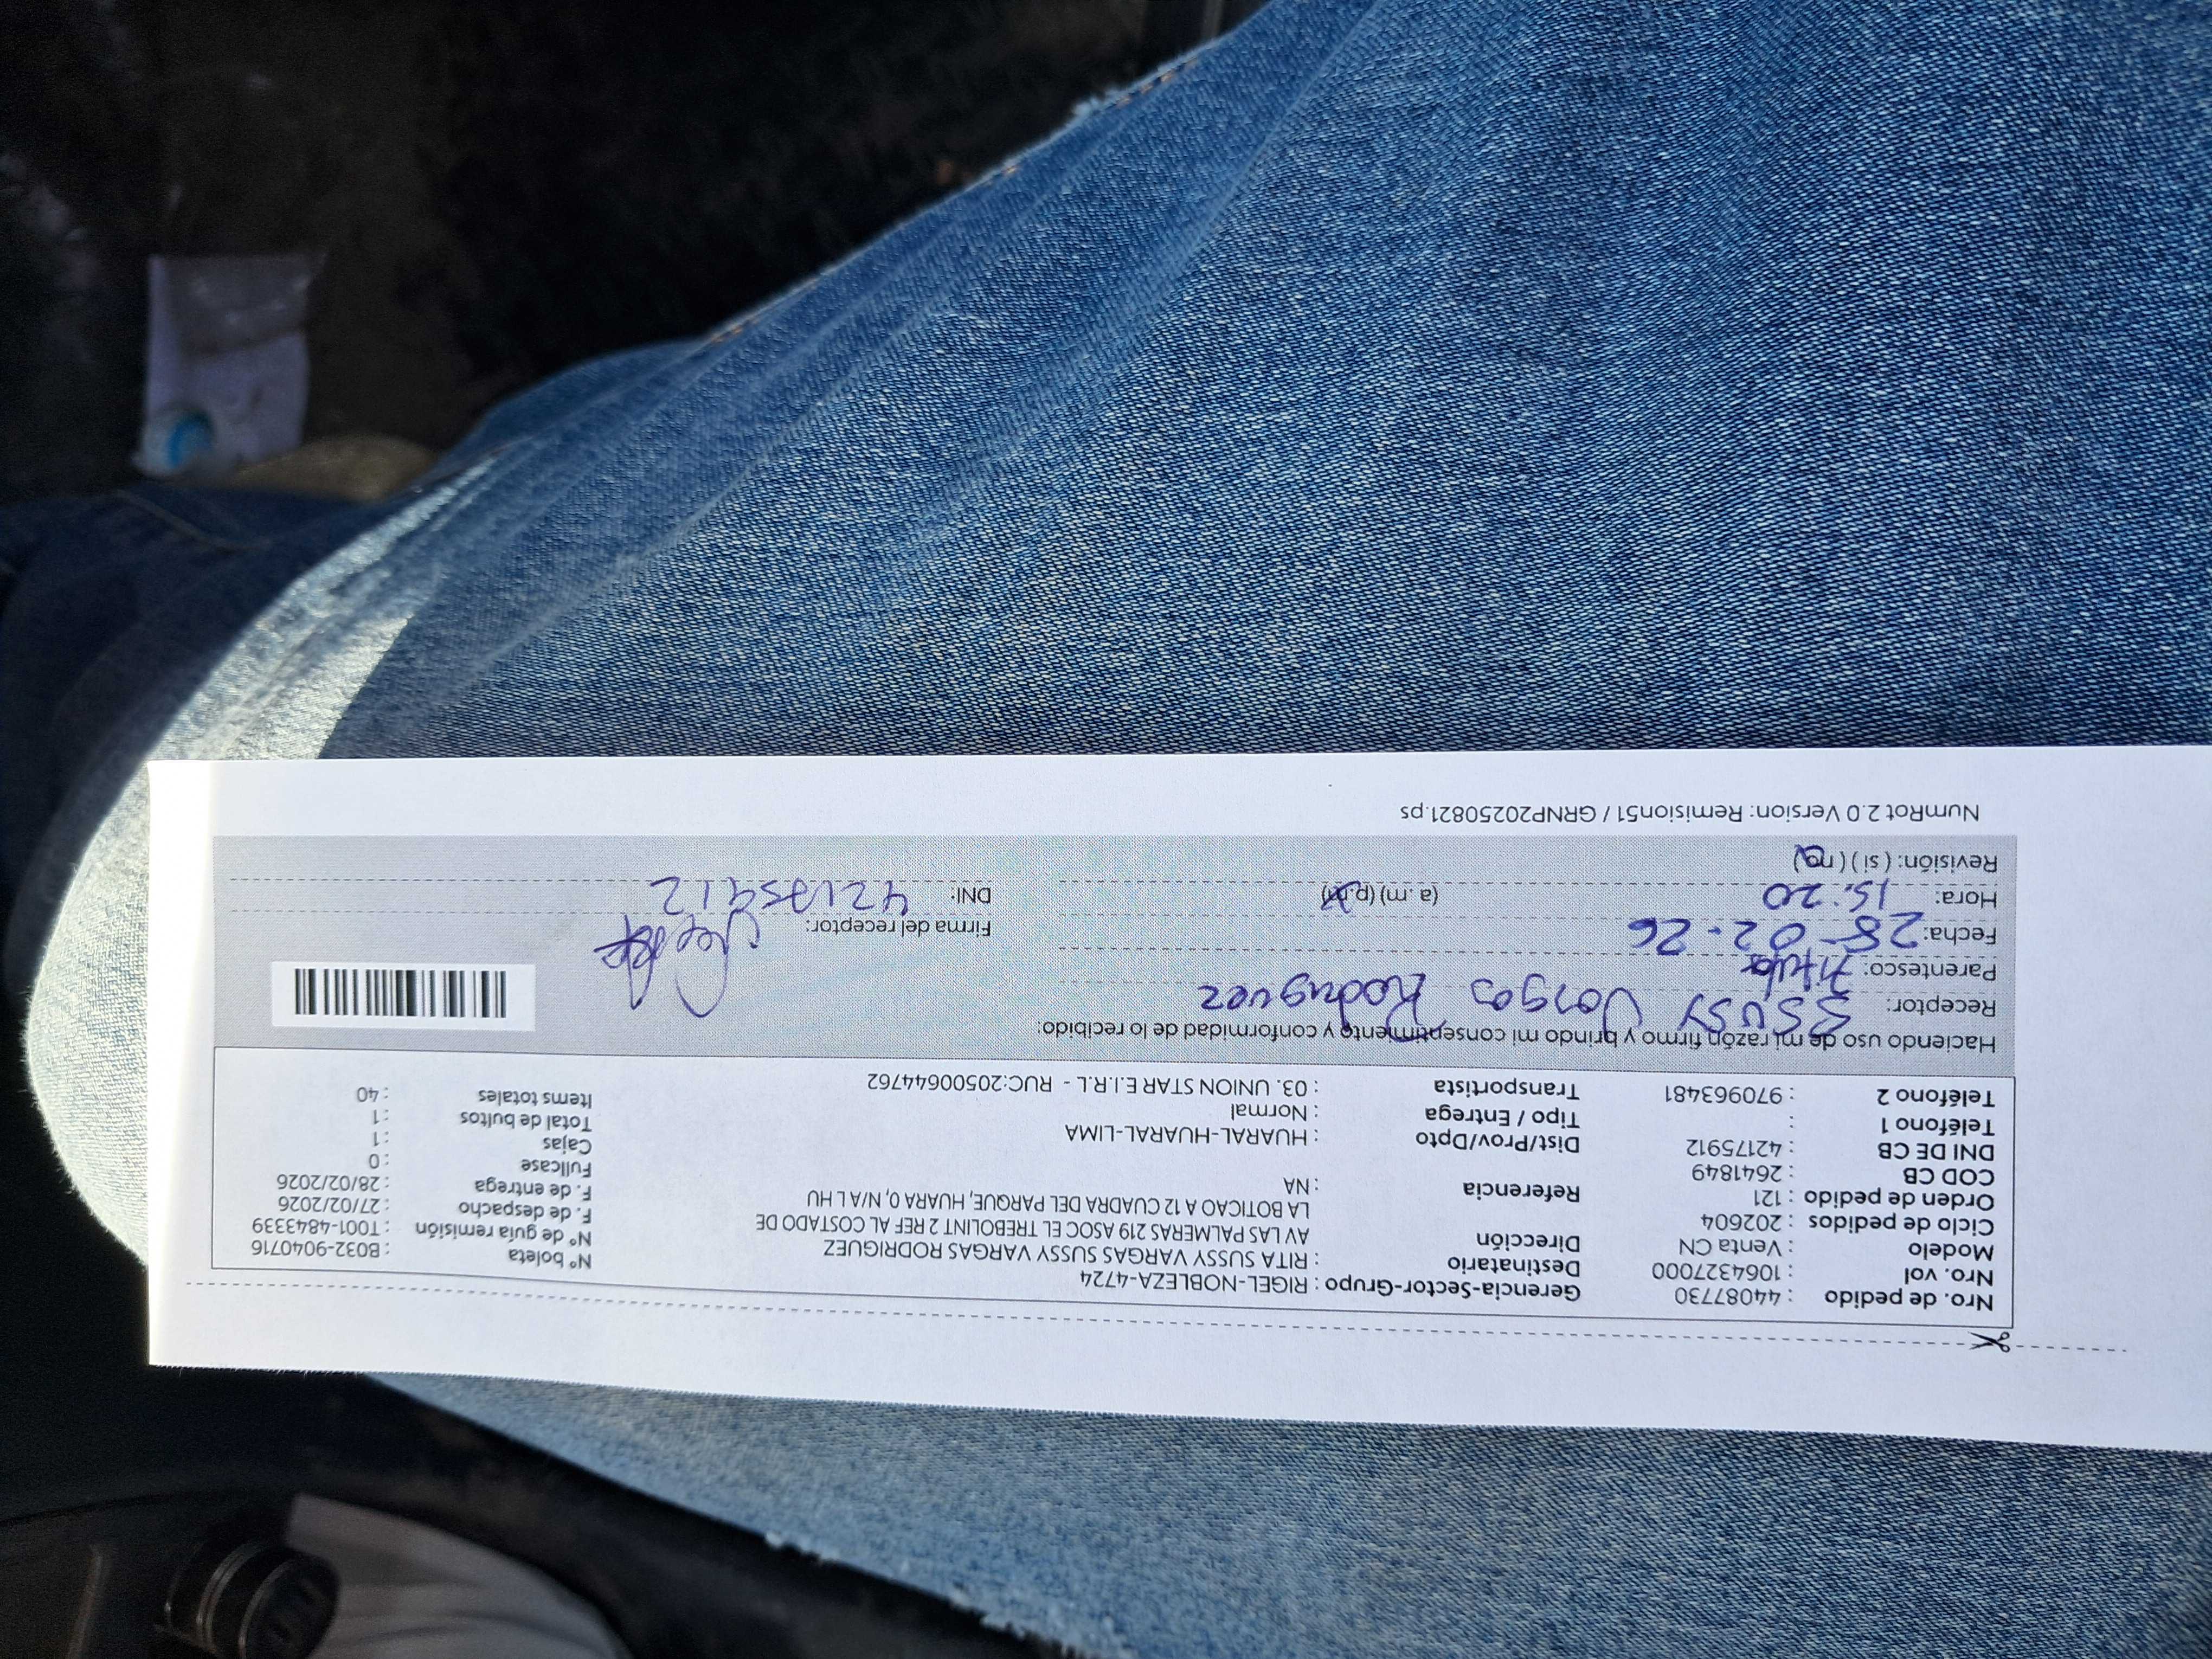 Nro. de pedido : 44087730
Nro. vol : 1064327000
Modelo : Venta CN
Ciclo de pedidos : 202604
Orden de pedido : 121
COD CB : 2641849
DNI DE CB : 42175912
Teléfono 1 :
Teléfono 2 : 970963481
Gerencia-Sector-Grupo : RIGEL-NOBLEZA-4724
Destinatario : RITA SUSSY VARGAS SUSSY VARGAS RODRIGUEZ
Dirección AV LAS PALMERAS 219 ASOC EL TREBOLINT 2 REF AL COSTADO DE
LA BOTICAO A 12 CUADRA DEL PARQUE, HUARA 0, N/A L HU
Referencia : NA
Dist/Prov/Dpto : HUARAL-HUARAL-LIMA
Tipo / Entrega : Normal
Transportista : 03. UNION STAR E.I.R.L - RUC:20500644762
N° boleta : B032-9040716
N° de guía remisión : T001-4843339
F. de despacho : 27/02/2026
F. de entrega : 28/02/2026
Fullcase : 0
Cajas : 1
Total de bultos : 1
Items totales : 40
Haciendo uso de mi razón firmo y brindo mi consentimiento y conformidad de lo recibido:
Receptor: Vargas Rodriguez
Parentesco: Titular
Fecha: 28-02-26
Hora: 15:20 (a.m) (p.m)
Revisión: ( si ) ( no )
Firma del receptor:
DNI: 42175912
NumRot 2.0 Version: Remision51 / GRNP20250821.ps